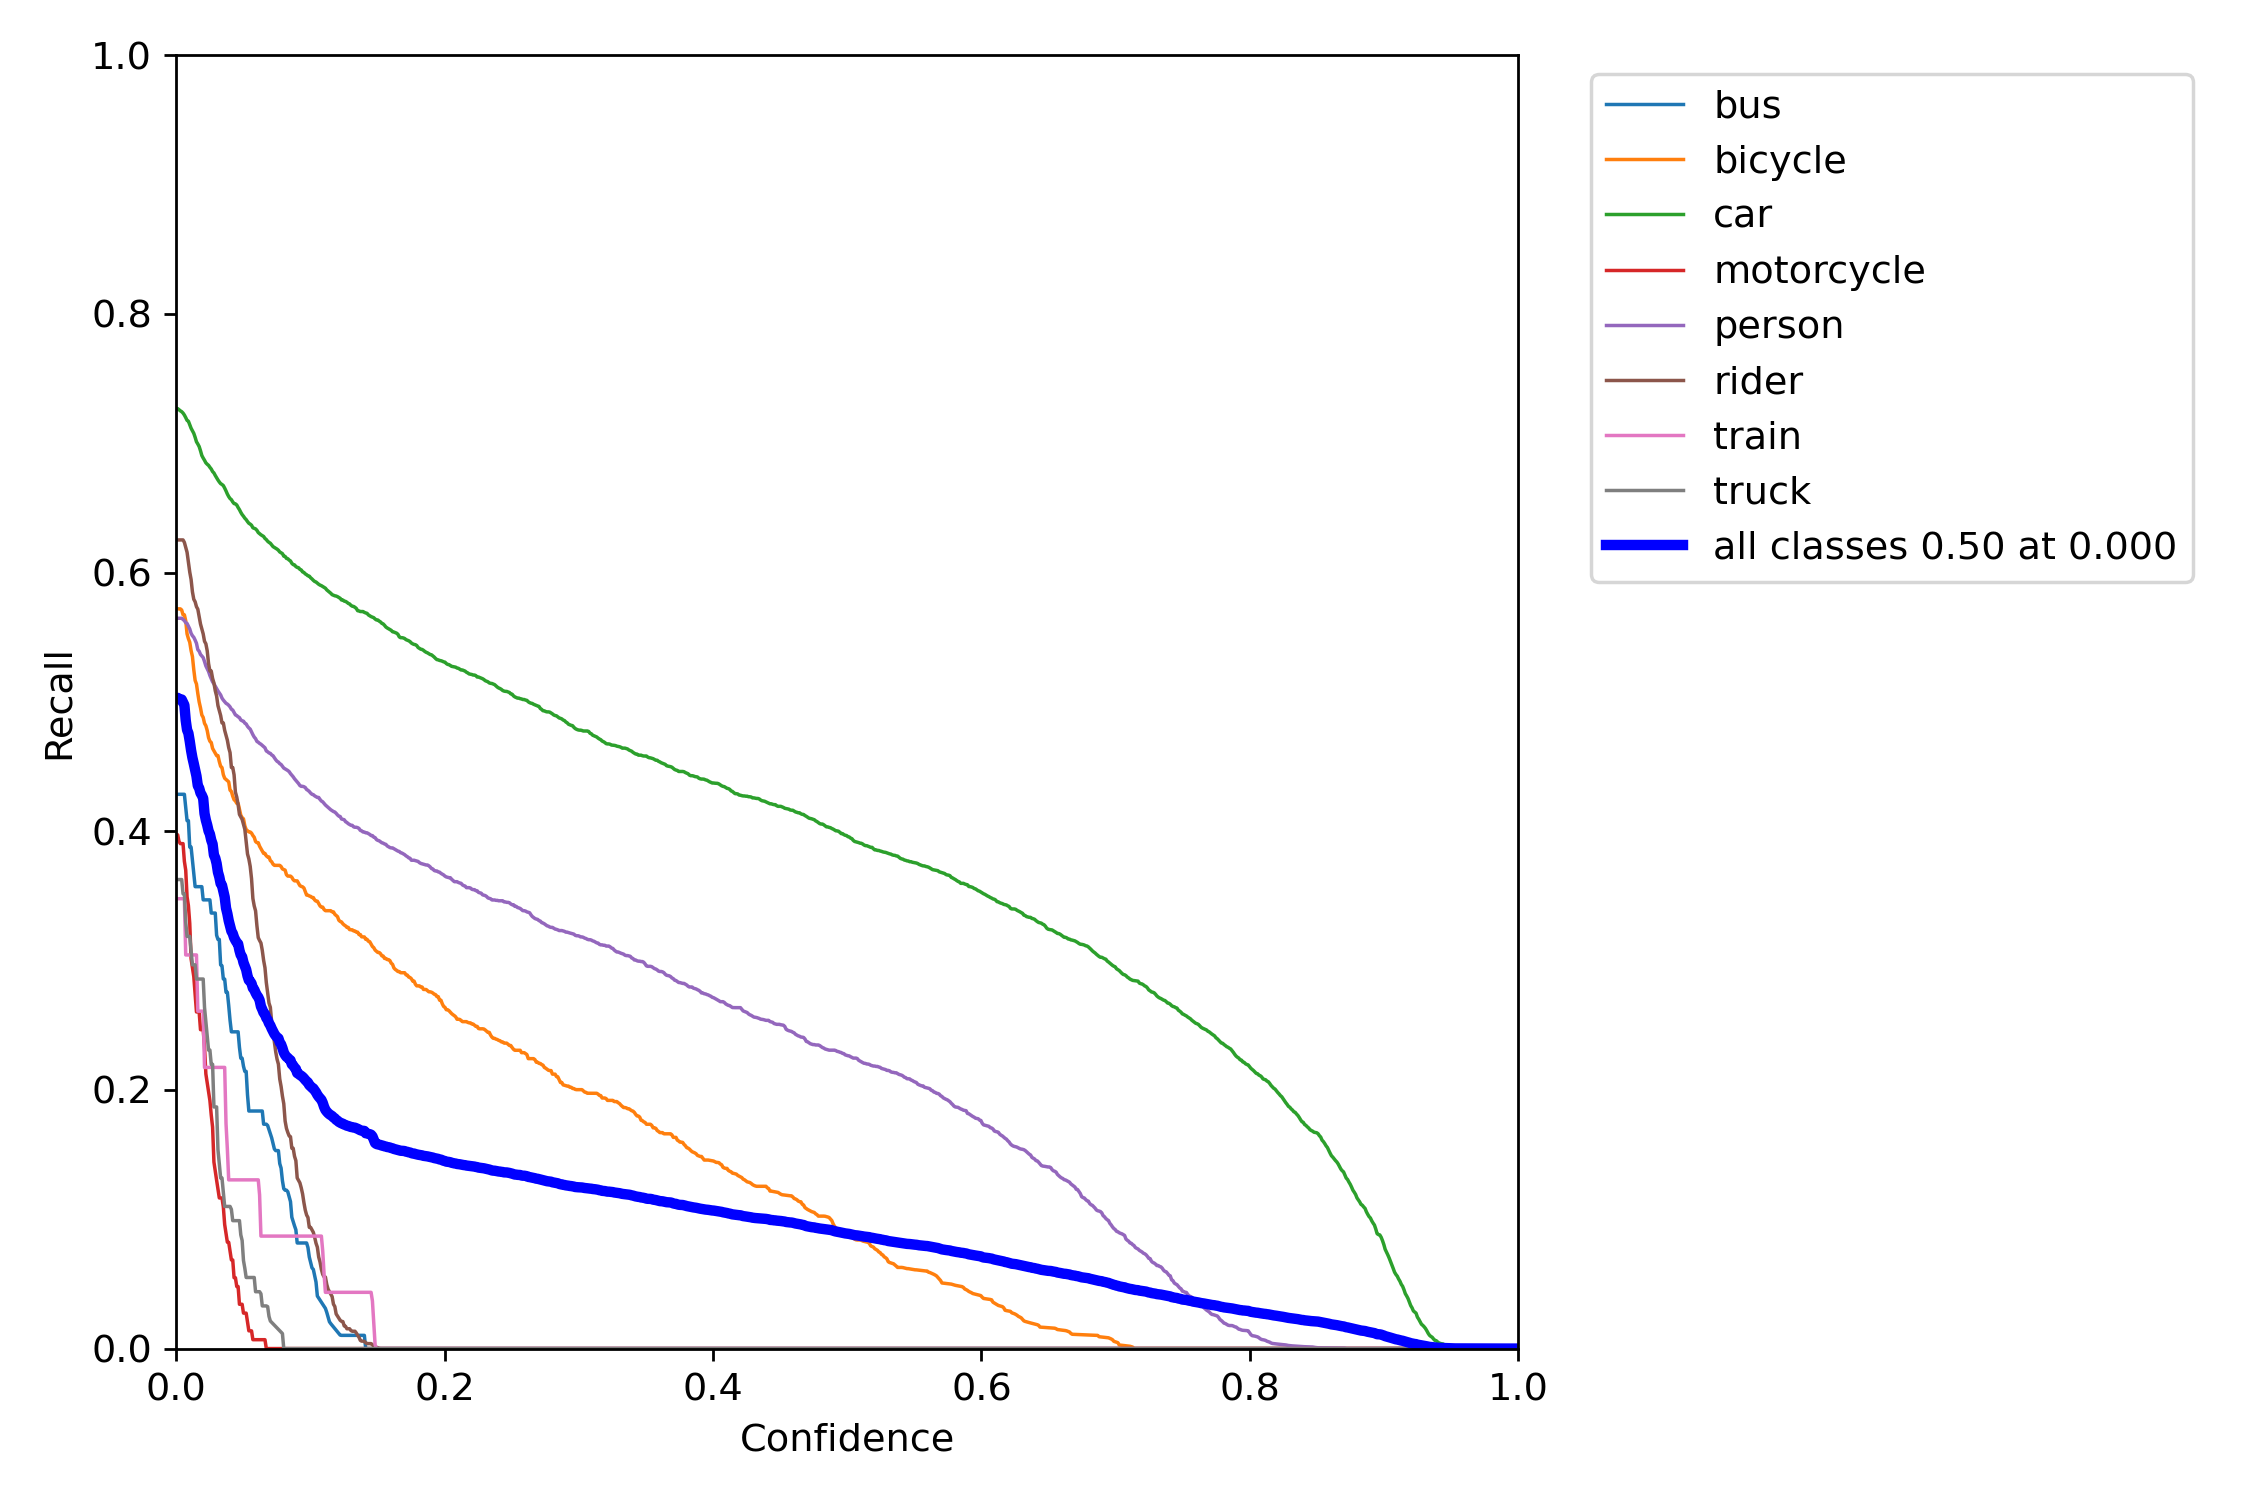 1.0
0.8
0.6
0.4
0.2
0.0
Recall
0.0 0.2 0.4 0.6 0.8 1.0
Confidence
bus
bicycle
car
motorcycle
person
rider
train
truck
all classes 0.50 at 0.000